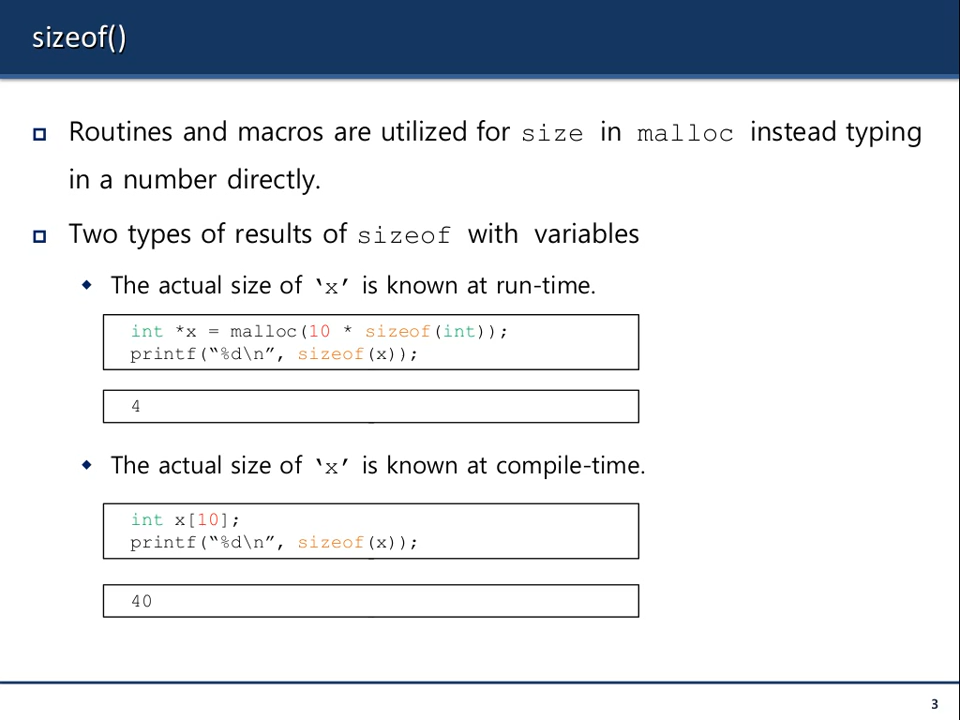 sizeof()
Routines and macros are utilized for size in malloc instead typing
in a number directly.
Two types of results of sizeof with variables
The actual size of ‘x’ is known at run-time.
int *x = malloc(10 * sizeof(int));
printf(“%d\n”, sizeof(x));
4
The actual size of ‘x’ is known at compile-time.
int x[10];
printf(“%d\n”, sizeof(x));
40
3